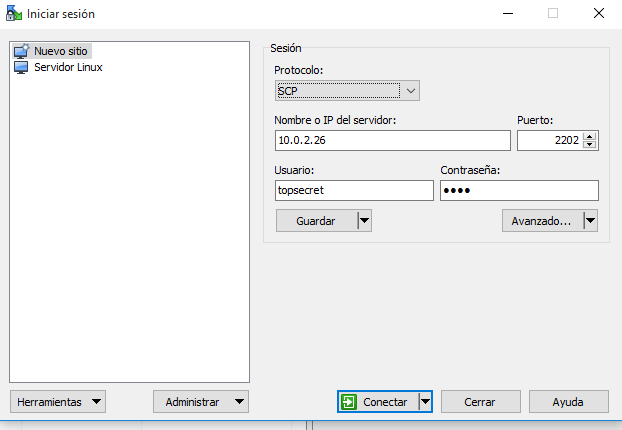 Iniciar sesión
Nuevo sitio
Servidor Linux
Sesión
Protocolo:
SCP
Nombre o IP del servidor: Puerto:
10.0.2.26 2202
Usuario: Contraseña:
topsecret ●●●●
Guardar Avanzado...
Herramientas Administrar Conectar Cerrar Ayuda